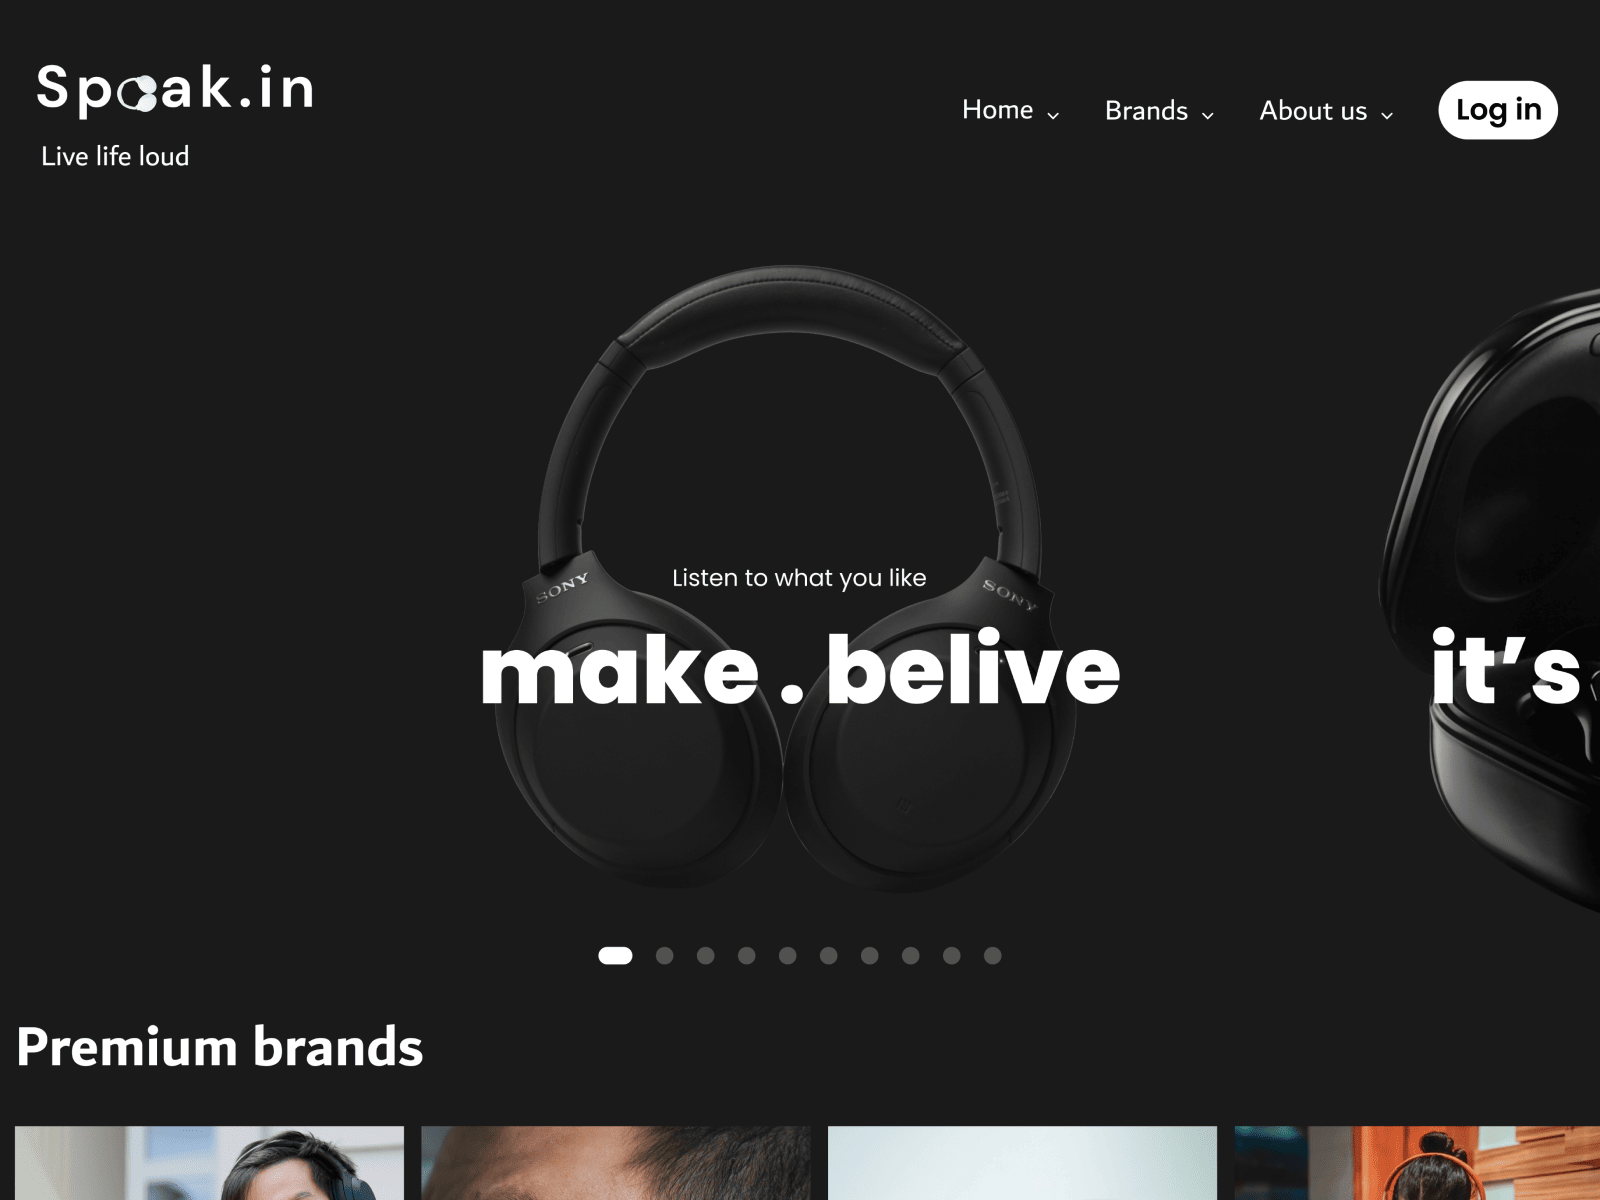 Speak.in
Live life loud
Home
Brands
About us
Log in
SONY
SONY
Listen to what you like
make . belive
it’s
Premium brands